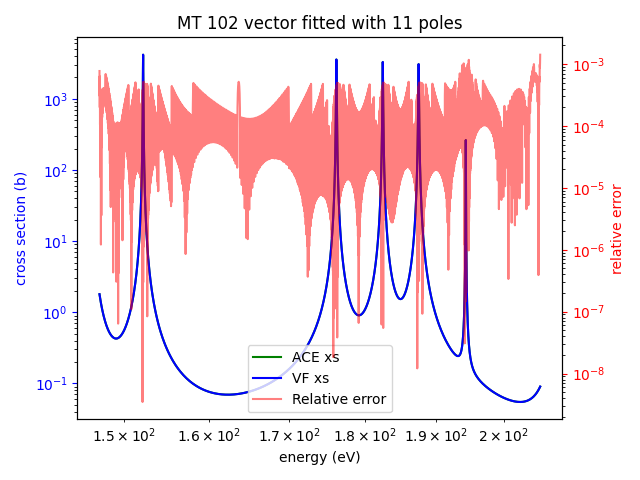 MT 102 vector fitted with 11 poles
cross section (b)
10³
10²
10¹
10⁰
10⁻¹
10⁻³
10⁻⁴
10⁻⁵
10⁻⁶
10⁻⁷
10⁻⁸
relative error
ACE xs
VF xs
Relative error
1.5 × 10² 1.6 × 10² 1.7 × 10² 1.8 × 10² 1.9 × 10² 2 × 10²
energy (eV)